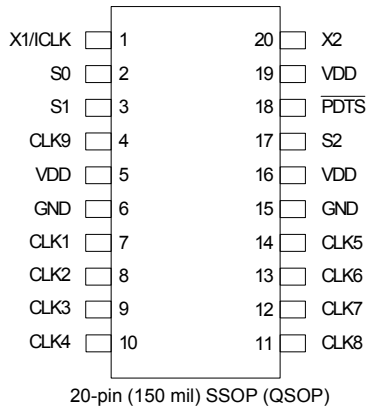 X1/ICLK 1 20 X2
S0 2 19 VDD
S1 3 18 PDTS
CLK9 4 17 S2
VDD 5 16 VDD
GND 6 15 GND
CLK1 7 14 CLK5
CLK2 8 13 CLK6
CLK3 9 12 CLK7
CLK4 10 11 CLK8
20-pin (150 mil) SSOP (QSOP)